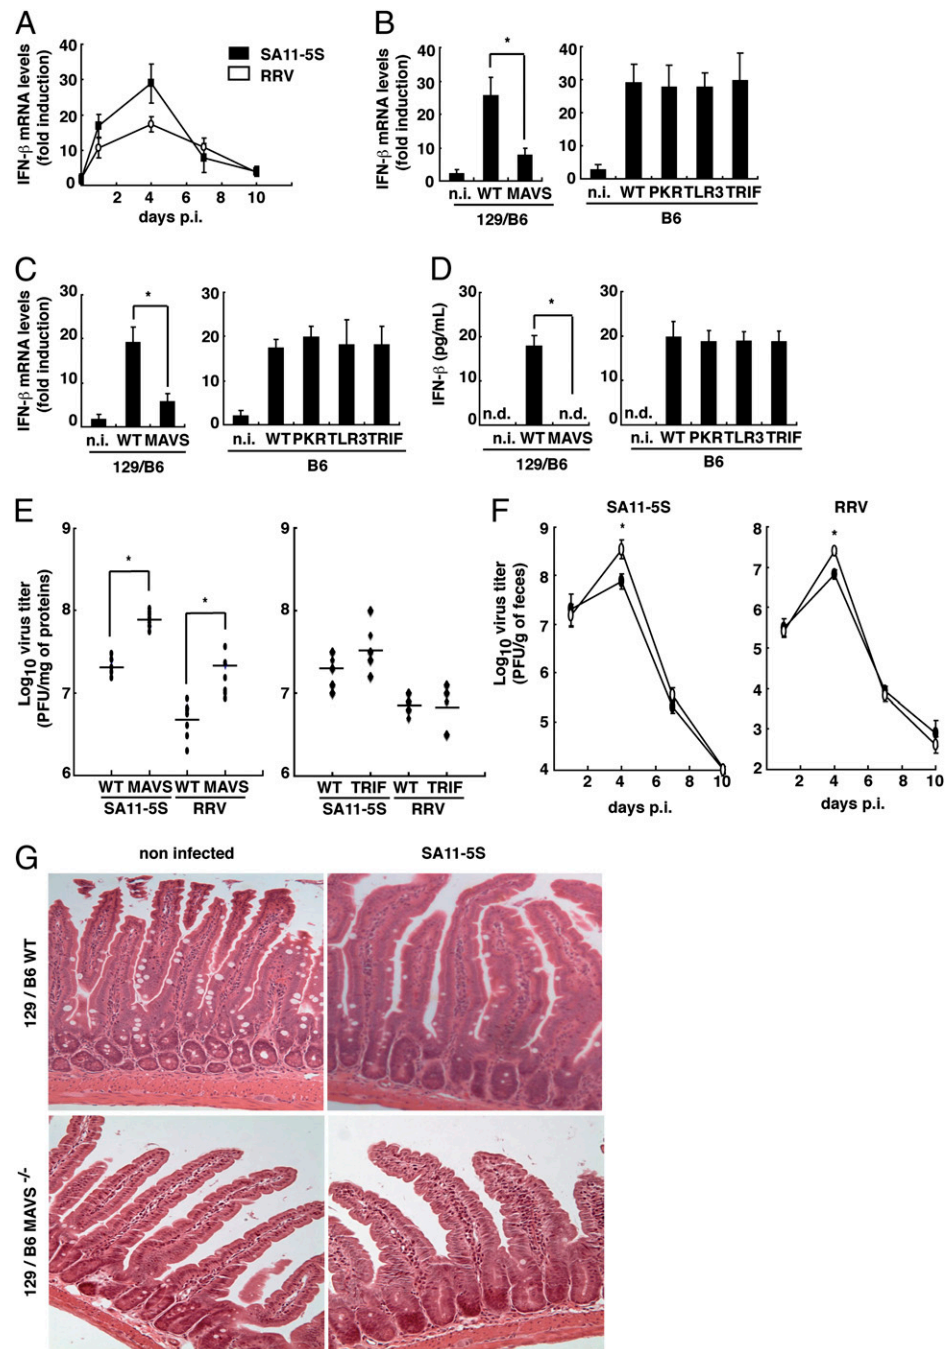 A
IFN-β mRNA levels
(fold induction)
40
30
20
10
0
2 4 6 8 10
days p.i.
SA11-5S
RRV
B
IFN-β mRNA levels
(fold induction)
40
30
20
10
0
*
n.i. WT MAVS
129/B6
40
30
20
10
0
n.i. WT PKR TLR3 TRIF
B6
C
IFN-β mRNA levels
(fold induction)
30
20
10
0
*
n.i. WT MAVS
129/B6
30
20
10
0
n.i. WT PKR TLR3 TRIF
B6
D
IFN-β (pg/mL)
30
20
10
0
*
n.d. n.d.
n.i. WT MAVS
129/B6
30
20
10
0
n.d.
n.i. WT PKR TLR3 TRIF
B6
E
Log10 virus titer
(PFU/mg of proteins)
9
8
7
6
* *
WT MAVS WT MAVS
SA11-5S RRV
9
8
7
6
WT TRIF WT TRIF
SA11-5S RRV
F
SA11-5S
Log10 virus titer
(PFU/g of feces)
9
8
7
6
5
4
*
2 4 6 8 10
days p.i.
RRV
8
7
6
5
4
3
2
*
2 4 6 8 10
days p.i.
G
non infected SA11-5S
129 / B6 WT
129 / B6 MAVS -/-